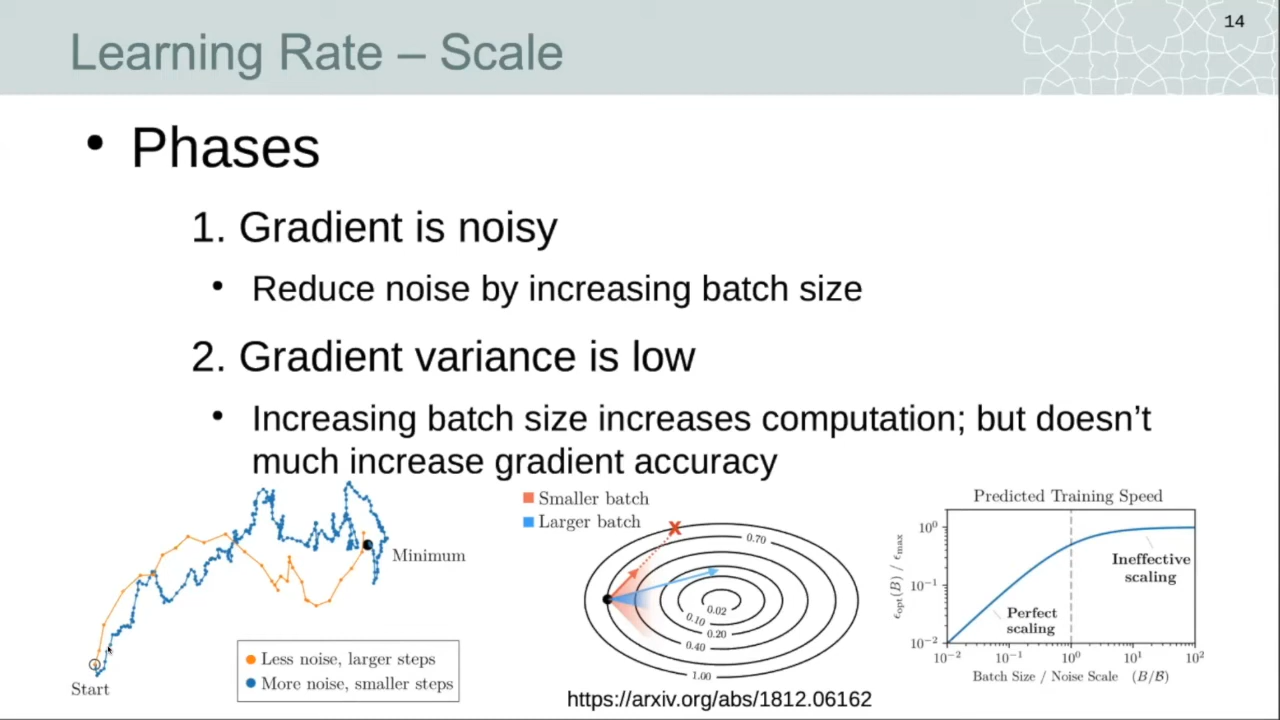 14
Learning Rate – Scale
• Phases
1. Gradient is noisy
• Reduce noise by increasing batch size
2. Gradient variance is low
• Increasing batch size increases computation; but doesn’t
much increase gradient accuracy
Minimum
Start
Less noise, larger steps
More noise, smaller steps
Smaller batch
Larger batch
0.70
0.02
0.10
0.20
0.40
1.00
Predicted Training Speed
ϵopt(B) / ϵmax
10⁰
10⁻¹
10⁻²
Ineffective
scaling
Perfect
scaling
10⁻² 10⁻¹ 10⁰ 10¹ 10²
Batch Size / Noise Scale (B/ℬ)
https://arxiv.org/abs/1812.06162